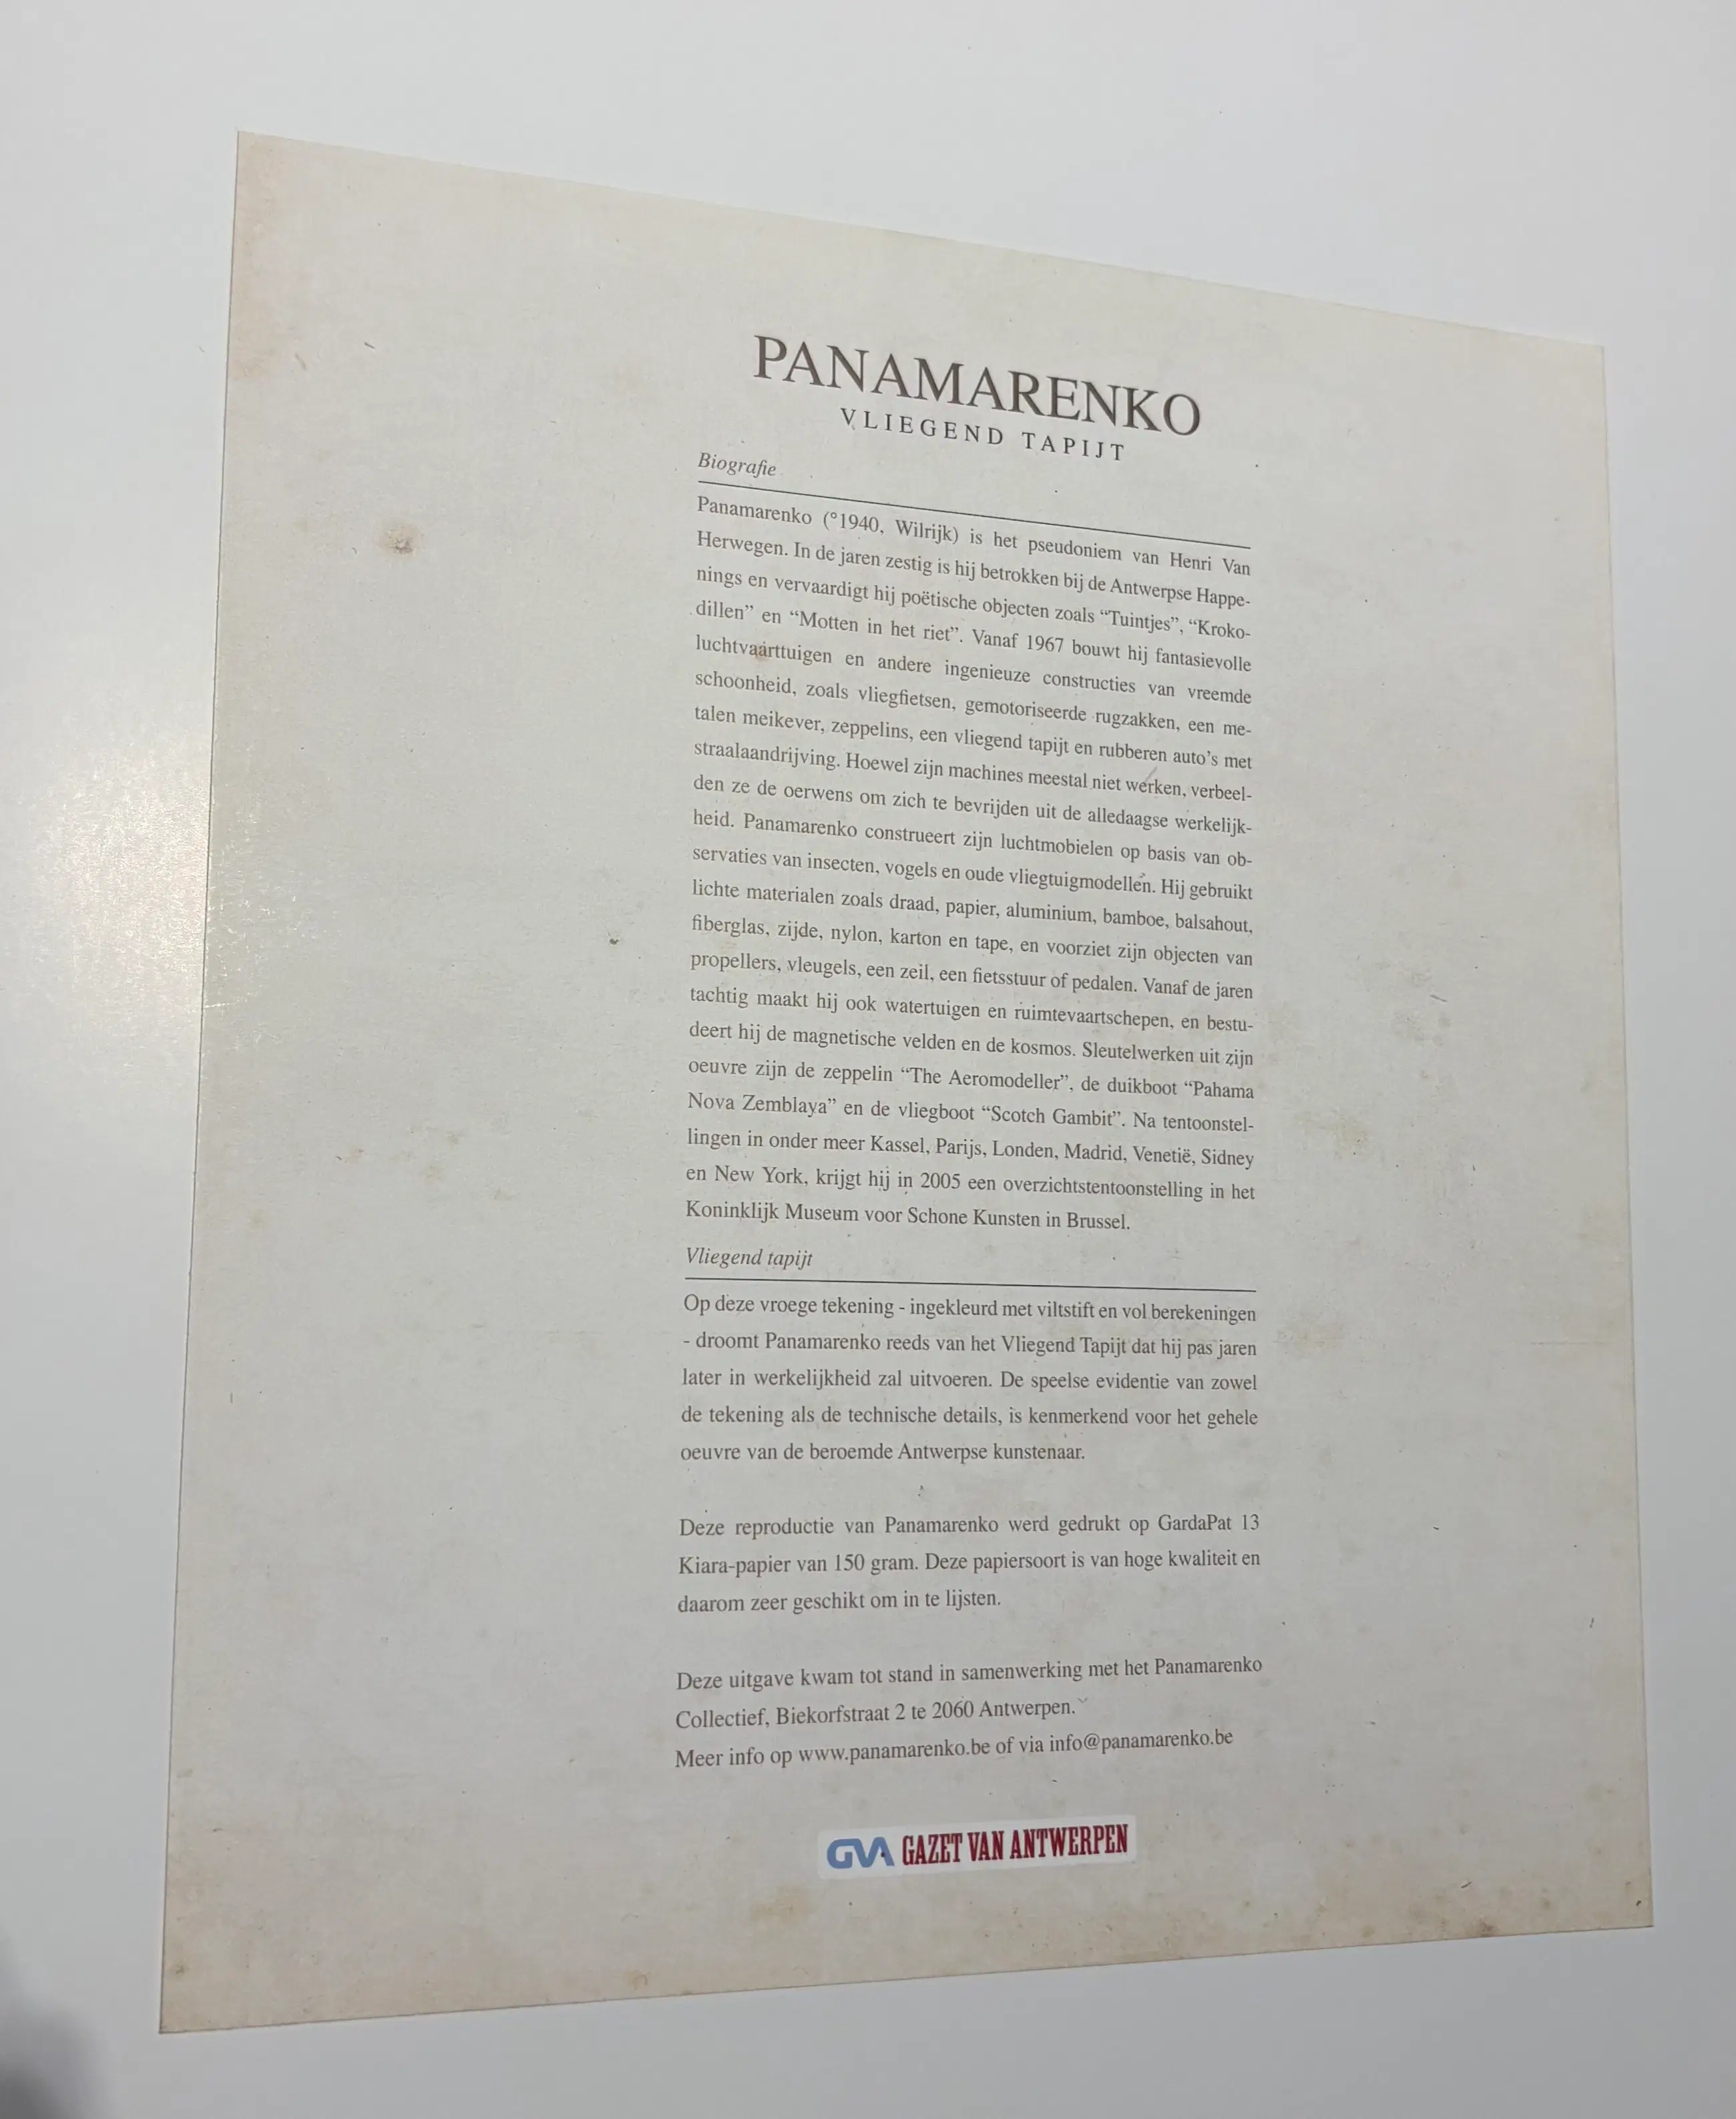 PANAMARENKO
VLIEGEND TAPIJT
Biografie
Panamarenko (°1940, Wilrijk) is het pseudoniem van Henri Van
Herwegen. In de jaren zestig is hij betrokken bij de Antwerpse Happe-
nings en vervaardigt hij poëtische objecten zoals “Tuintjes”, “Kroko-
dillen” en “Motten in het riet”. Vanaf 1967 bouwt hij fantasievolle
luchtvaarttuigen en andere ingenieuze constructies van vreemde
schoonheid, zoals vliegfietsen, gemotoriseerde rugzakken, een me-
talen meikever, zeppelins, een vliegend tapijt en rubberen auto’s met
straalaandrijving. Hoewel zijn machines meestal niet werken, verbeel-
den ze de oerwens om zich te bevrijden uit de alledaagse werkelijk-
heid. Panamarenko construeert zijn luchtmobielen op basis van ob-
servaties van insecten, vogels en oude vliegtuigmodellen. Hij gebruikt
lichte materialen zoals draad, papier, aluminium, bamboe, balsahout,
fiberglas, zijde, nylon, karton en tape, en voorziet zijn objecten van
propellers, vleugels, een zeil, een fietsstuur of pedalen. Vanaf de jaren
tachtig maakt hij ook watertuigen en ruimtevaartschepen, en bestu-
deert hij de magnetische velden en de kosmos. Sleutelwerken uit zijn
oeuvre zijn de zeppelin “The Aeromodeller”, de duikboot “Pahama
Nova Zemblaya” en de vliegboot “Scotch Gambit”. Na tentoonstel-
lingen in onder meer Kassel, Parijs, Londen, Madrid, Venetië, Sidney
en New York, krijgt hij in 2005 een overzichtstentoonstelling in het
Koninklijk Museum voor Schone Kunsten in Brussel.
Vliegend tapijt
Op deze vroege tekening - ingekleurd met viltstift en vol berekeningen
- droomt Panamarenko reeds van het Vliegend Tapijt dat hij pas jaren
later in werkelijkheid zal uitvoeren. De speelse evidentie van zowel
de tekening als de technische details, is kenmerkend voor het gehele
oeuvre van de beroemde Antwerpse kunstenaar.
Deze reproductie van Panamarenko werd gedrukt op GardaPat 13
Kiara-papier van 150 gram. Deze papiersoort is van hoge kwaliteit en
daarom zeer geschikt om in te lijsten.
Deze uitgave kwam tot stand in samenwerking met het Panamarenko
Collectief, Biekorfstraat 2 te 2060 Antwerpen.
Meer info op www.panamarenko.be of via info@panamarenko.be
GVA GAZET VAN ANTWERPEN